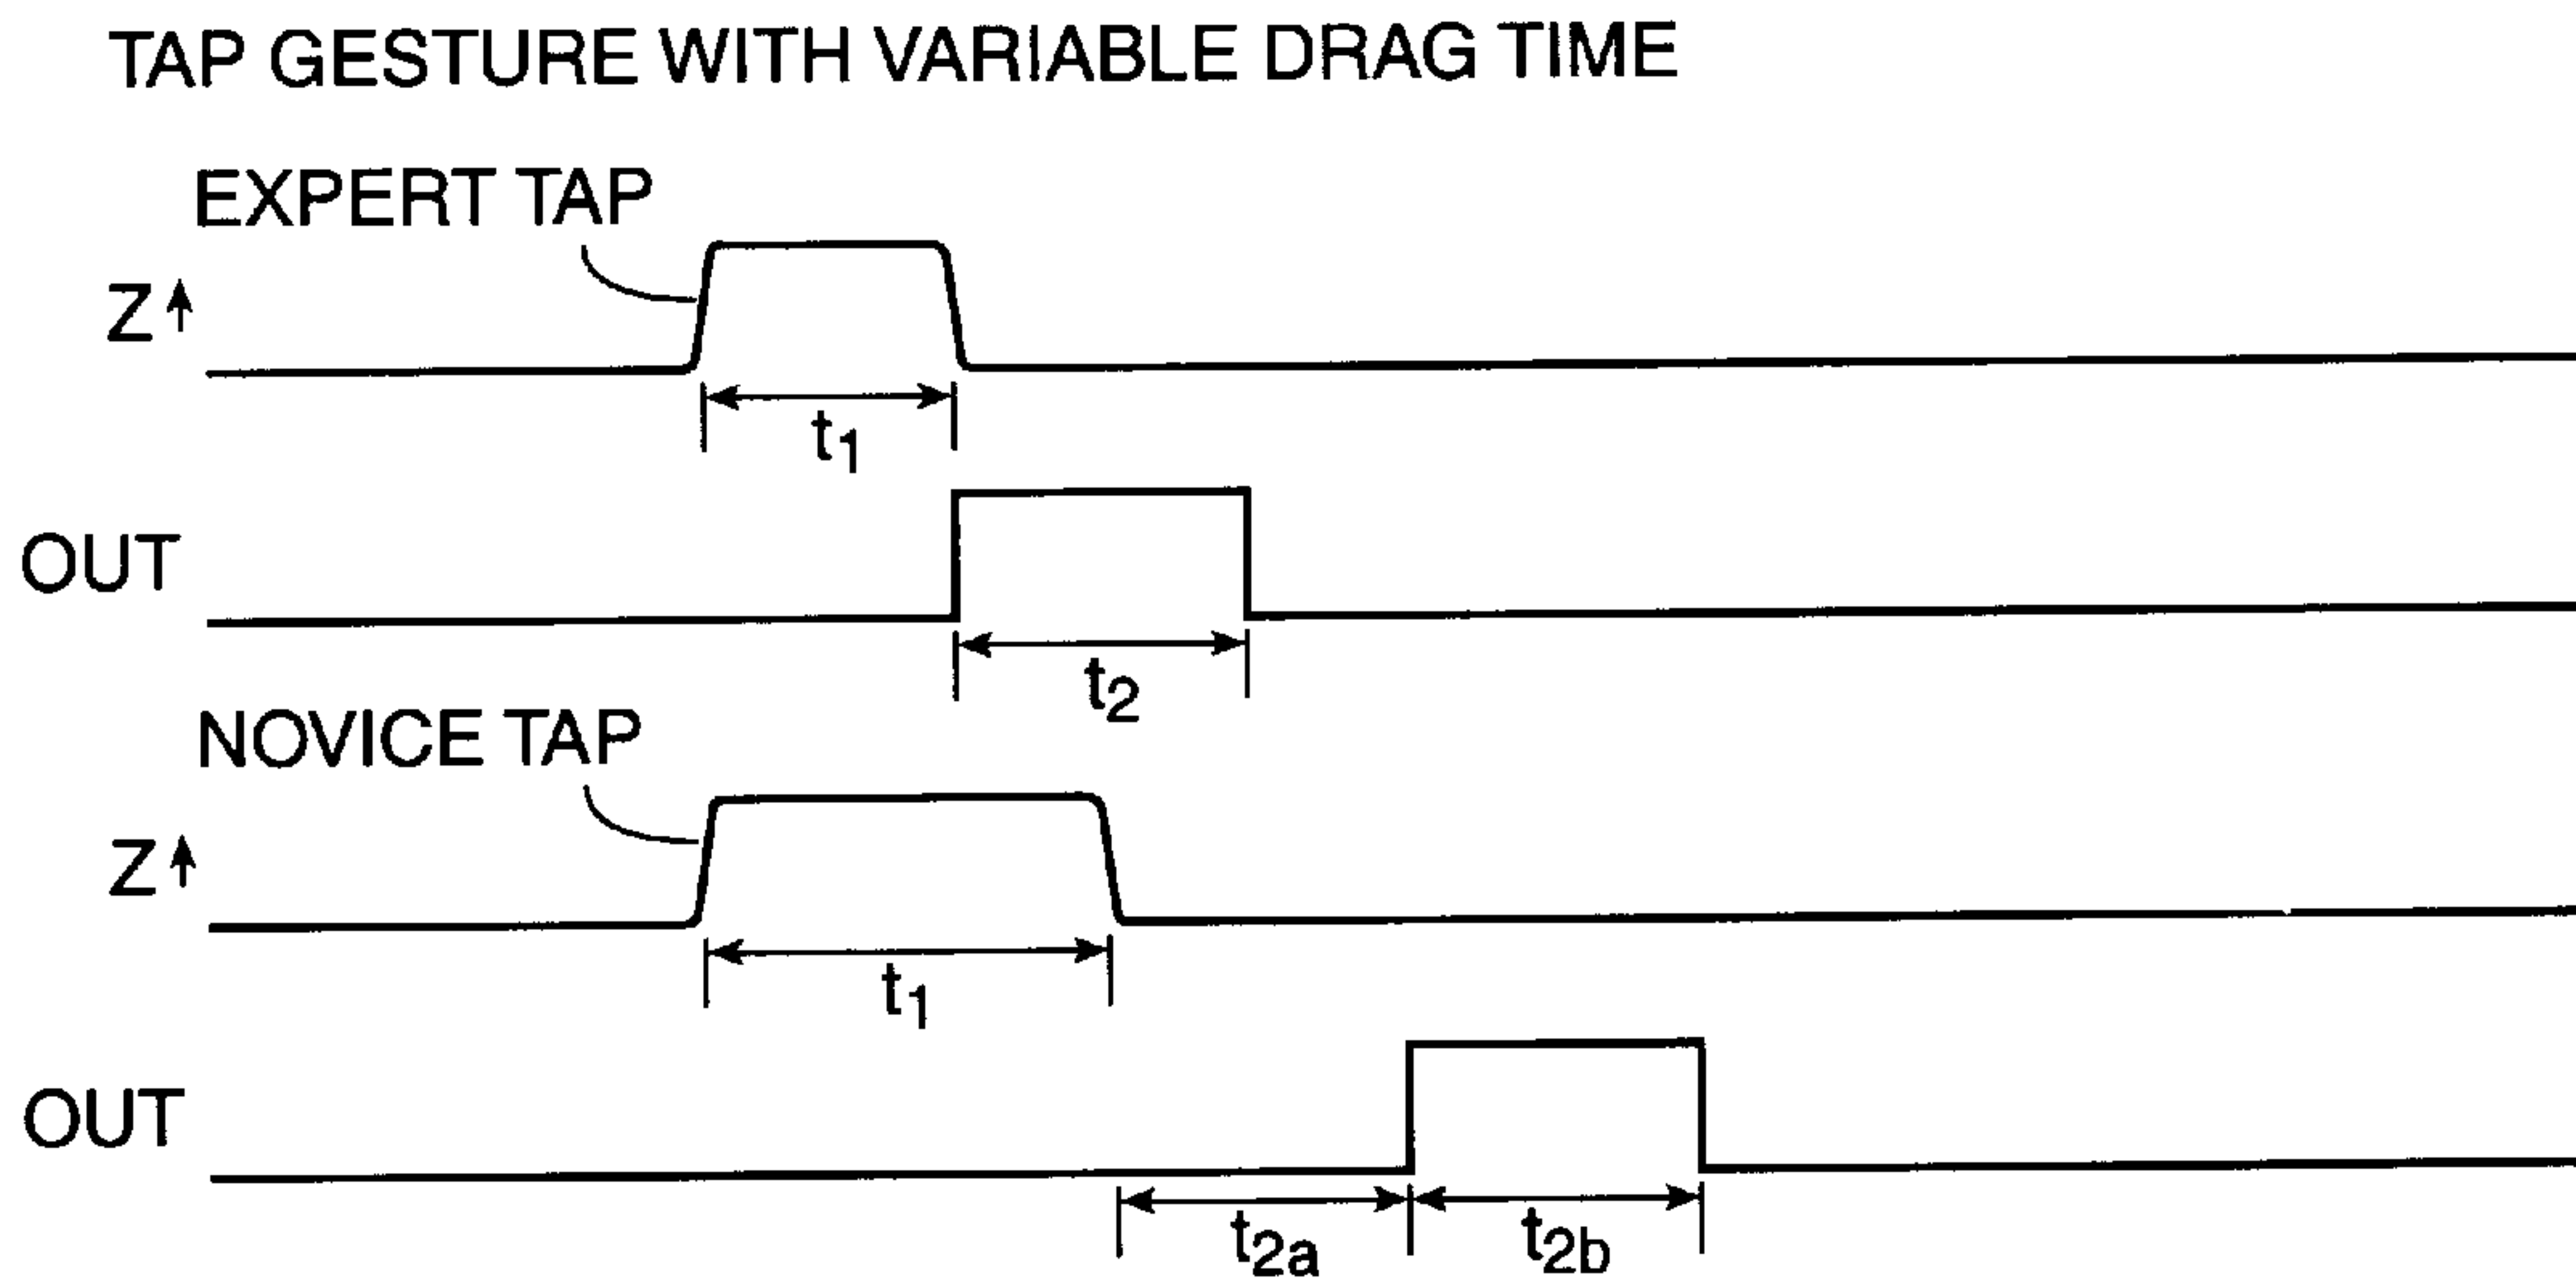 TAP GESTURE WITH VARIABLE DRAG TIME
EXPERT TAP
Z
t1
OUT
t2
NOVICE TAP
Z
t1
OUT
t2a t2b